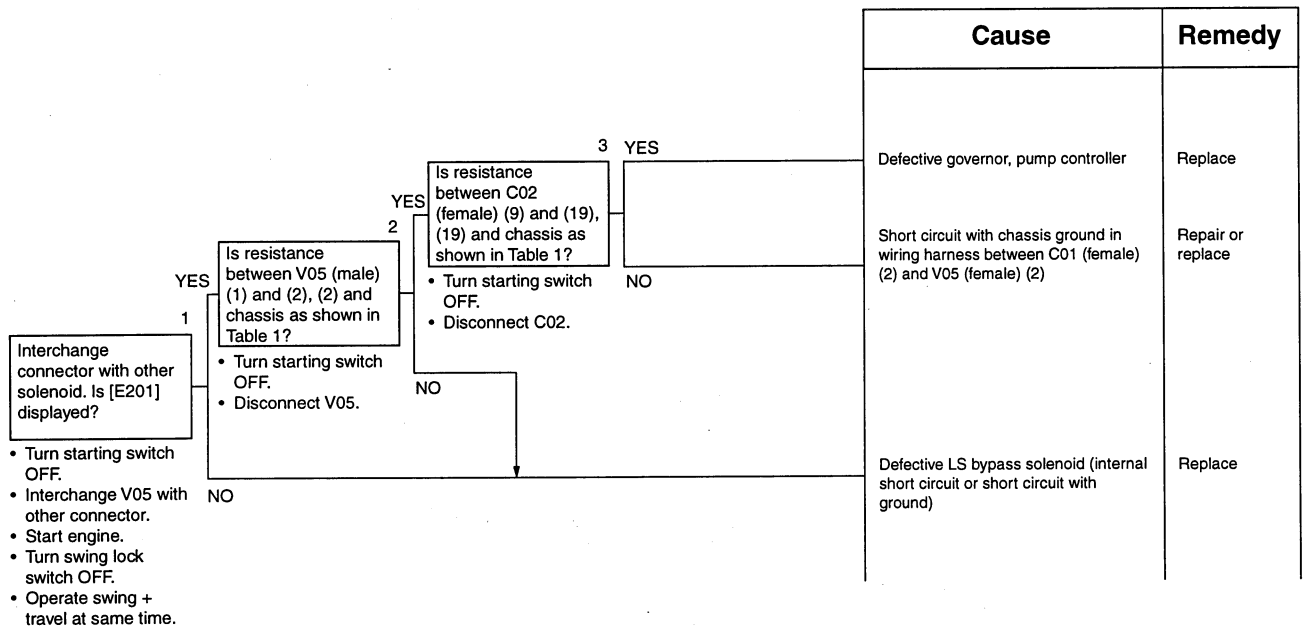 Cause
Remedy
3
YES
Defective governor, pump controller
Replace
Is resistance
between C02
(female) (9) and (19),
(19) and chassis as
shown in Table 1?
YES
2
Short circuit with chassis ground in
wiring harness between C01 (female)
(2) and V05 (female) (2)
Repair or
replace
NO
• Turn starting switch
OFF.
• Disconnect C02.
Is resistance
between V05 (male)
(1) and (2), (2) and
chassis as shown in
Table 1?
YES
1
• Turn starting switch
OFF.
• Disconnect V05.
NO
Interchange
connector with other
solenoid. Is [E201]
displayed?
• Turn starting switch
OFF.
• Interchange V05 with
other connector.
• Start engine.
• Turn swing lock
switch OFF.
• Operate swing +
travel at same time.
NO
Defective LS bypass solenoid (internal
short circuit or short circuit with
ground)
Replace